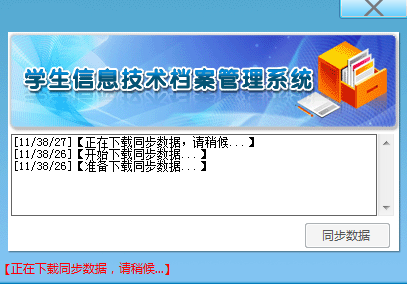 学生信息技术档案管理系统
[11/38/27]【正在下载同步数据，请稍候...】
[11/38/26]【开始下载同步数据...】
[11/38/26]【准备下载同步数据...】
同步数据
【正在下载同步数据，请稍候...】